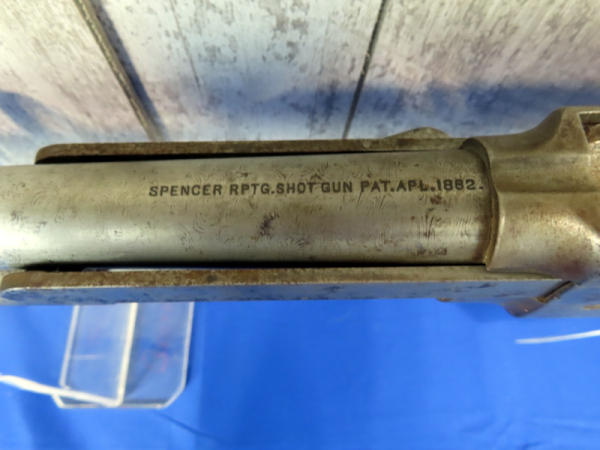 SPENCER RPTG. SHOT GUN PAT. APL. 1882.